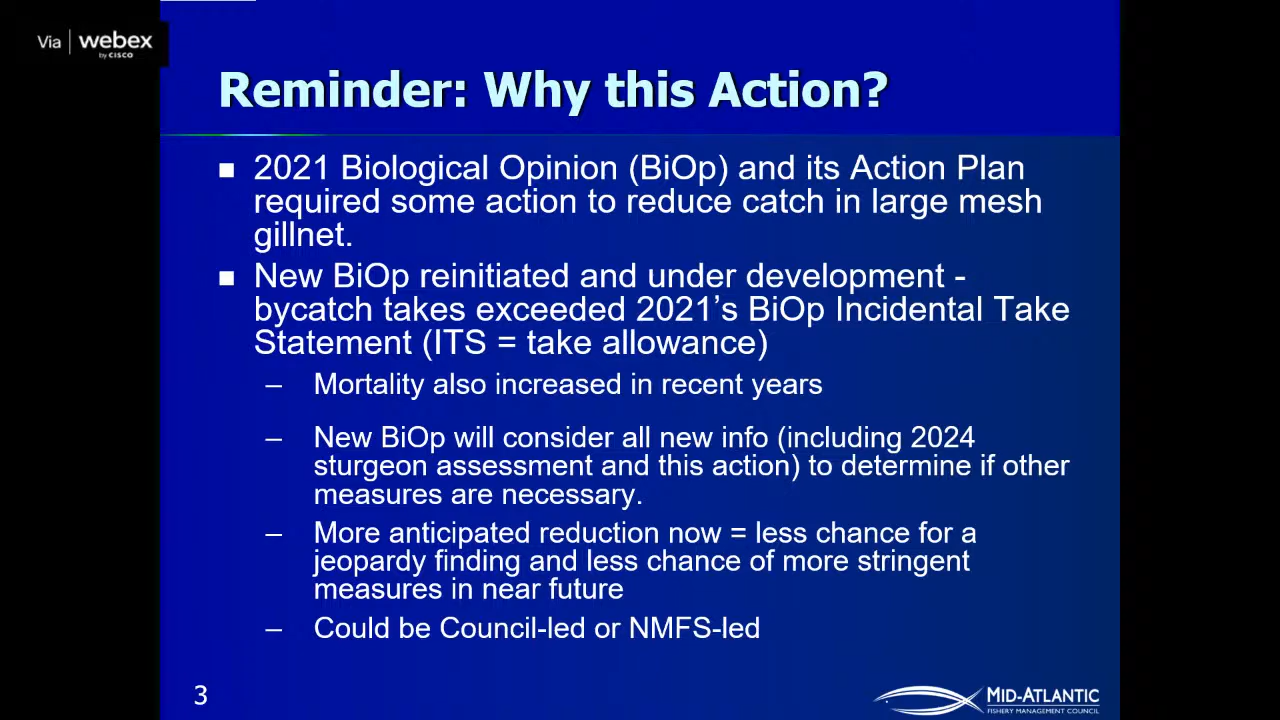 Via webex
by CISCO
Reminder: Why this Action?
2021 Biological Opinion (BiOp) and its Action Plan
required some action to reduce catch in large mesh
gillnet.
New BiOp reinitiated and under development -
bycatch takes exceeded 2021’s BiOp Incidental Take
Statement (ITS = take allowance)
– Mortality also increased in recent years
– New BiOp will consider all new info (including 2024
sturgeon assessment and this action) to determine if other
measures are necessary.
– More anticipated reduction now = less chance for a
jeopardy finding and less chance of more stringent
measures in near future
– Could be Council-led or NMFS-led
3
MID-ATLANTIC
FISHERY MANAGEMENT COUNCIL